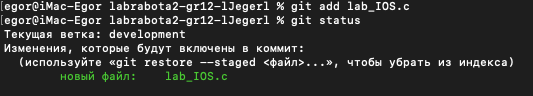 [egor@iMac-Egor labrabota2-gr12-lJegerl % git add lab_IOS.c
[egor@iMac-Egor labrabota2-gr12-lJegerl % git status
Текущая ветка: development
Изменения, которые будут включены в коммит:
(используйте «git restore --staged <файл>...», чтобы убрать из индекса)
новый файл: lab_IOS.c